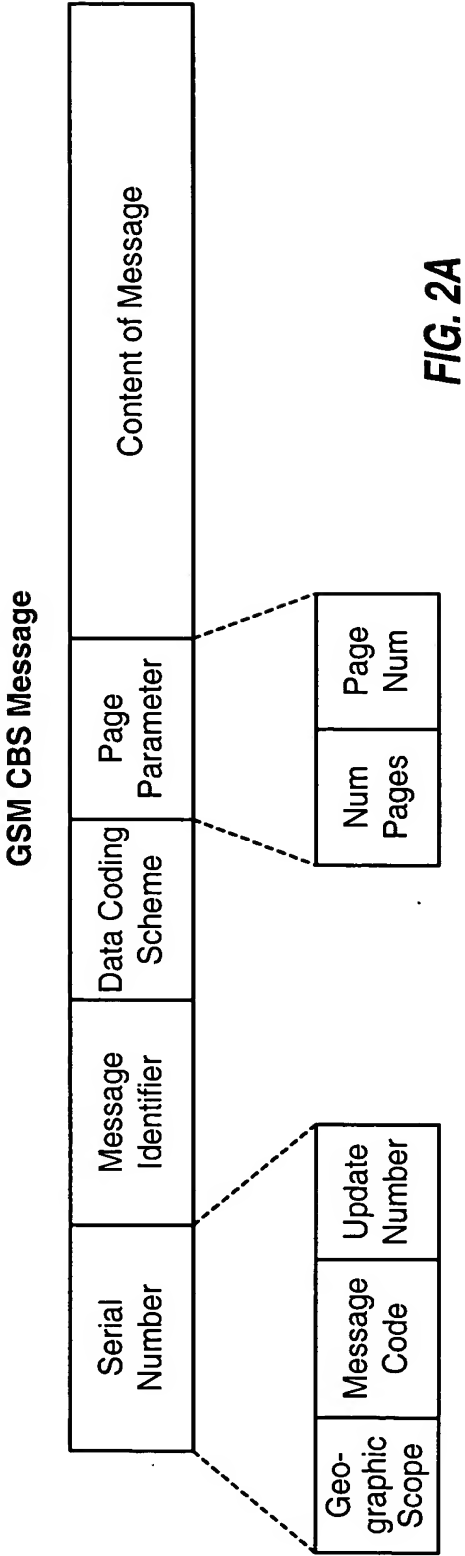 GSM CBS Message
Serial
Number
Message
Identifier
Data Coding
Scheme
Page
Parameter
Content of Message
Geo-
graphic
Scope
Message
Code
Update
Number
Num
Pages
Page
Num
FIG. 2A